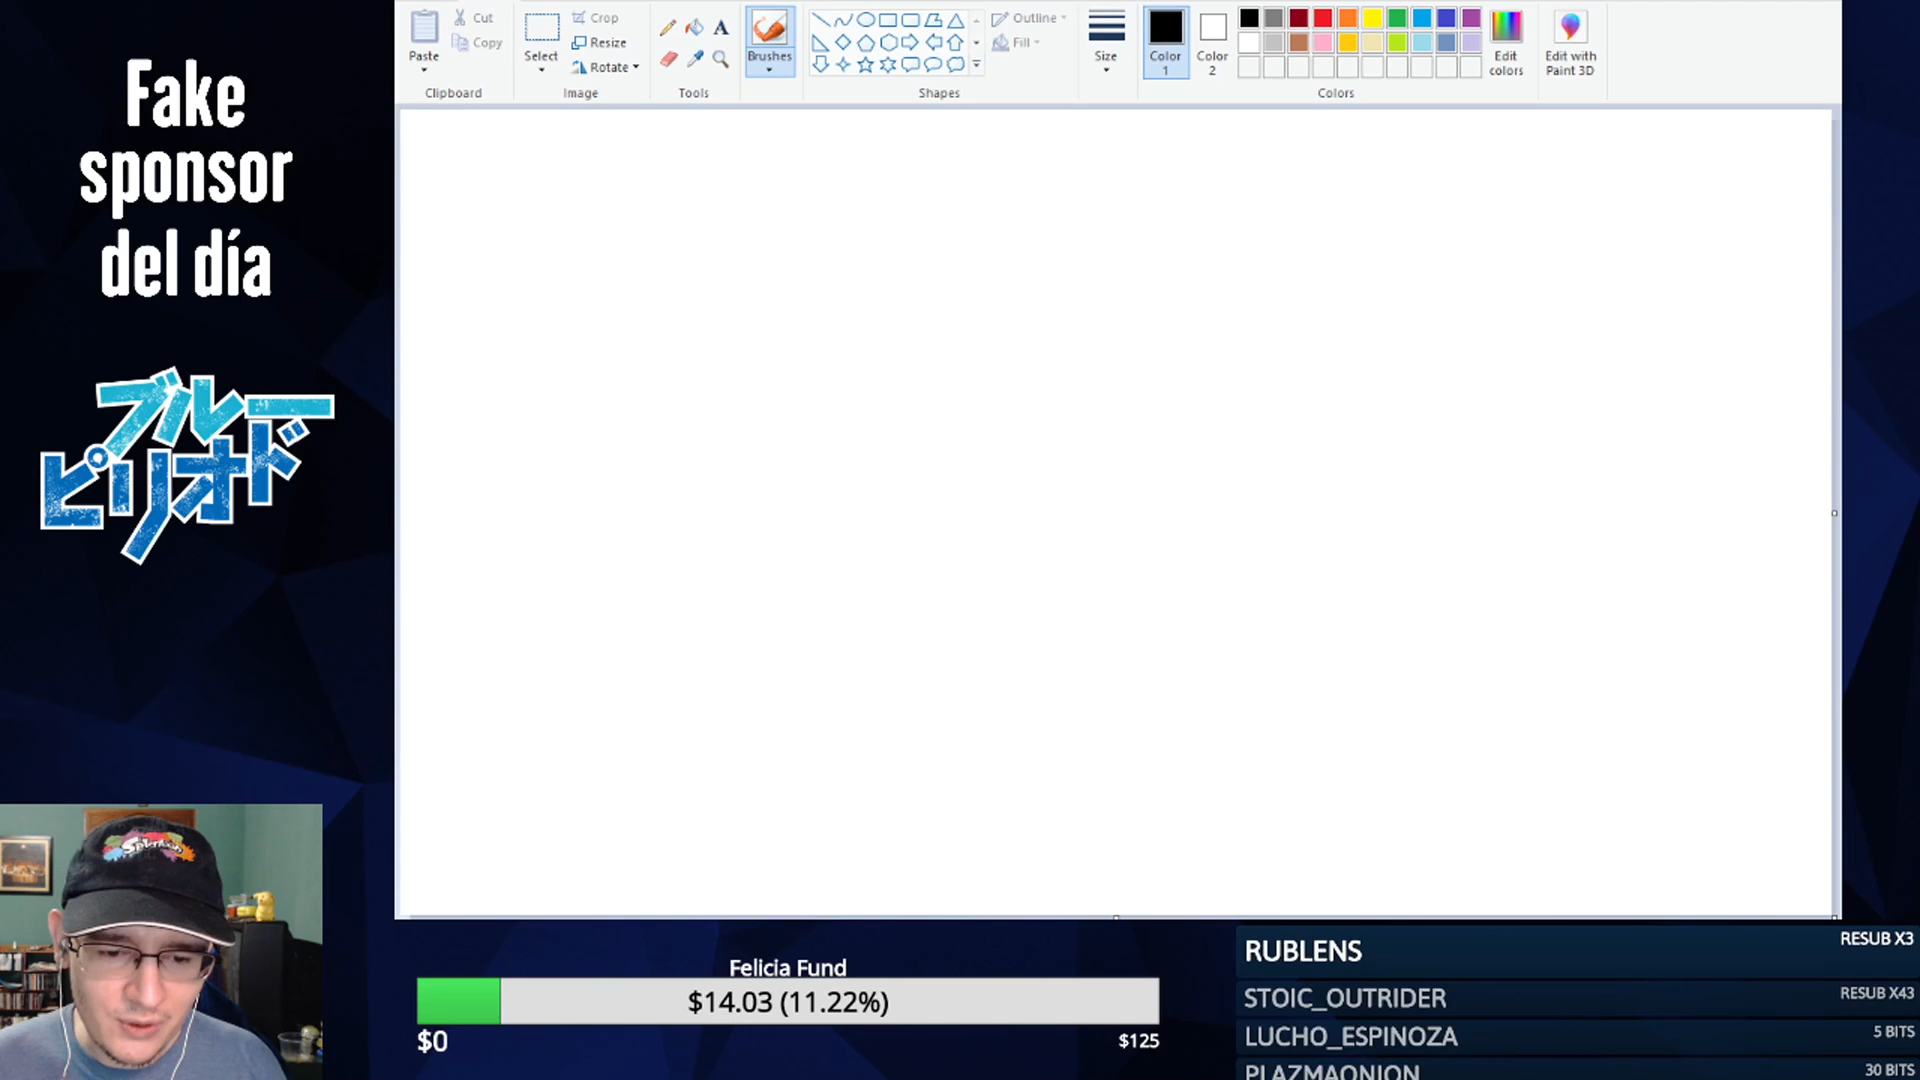 Fake
sponsor
del día
ブルー
ピリオド
Paste
Cut
Copy
Clipboard
Select
Crop
Resize
Rotate
Image
A
Tools
Brushes
Shapes
Outline
Fill
Size
Color
1
Color
2
Colors
Edit
colors
Edit with
Paint 3D
Splatoon
Felicia Fund
$14.03 (11.22%)
$0
$125
RUBLENS
RESUB X3
STOIC_OUTRIDER
RESUB X43
LUCHO_ESPINOZA
5 BITS
PLAZMAONION
30 BITS